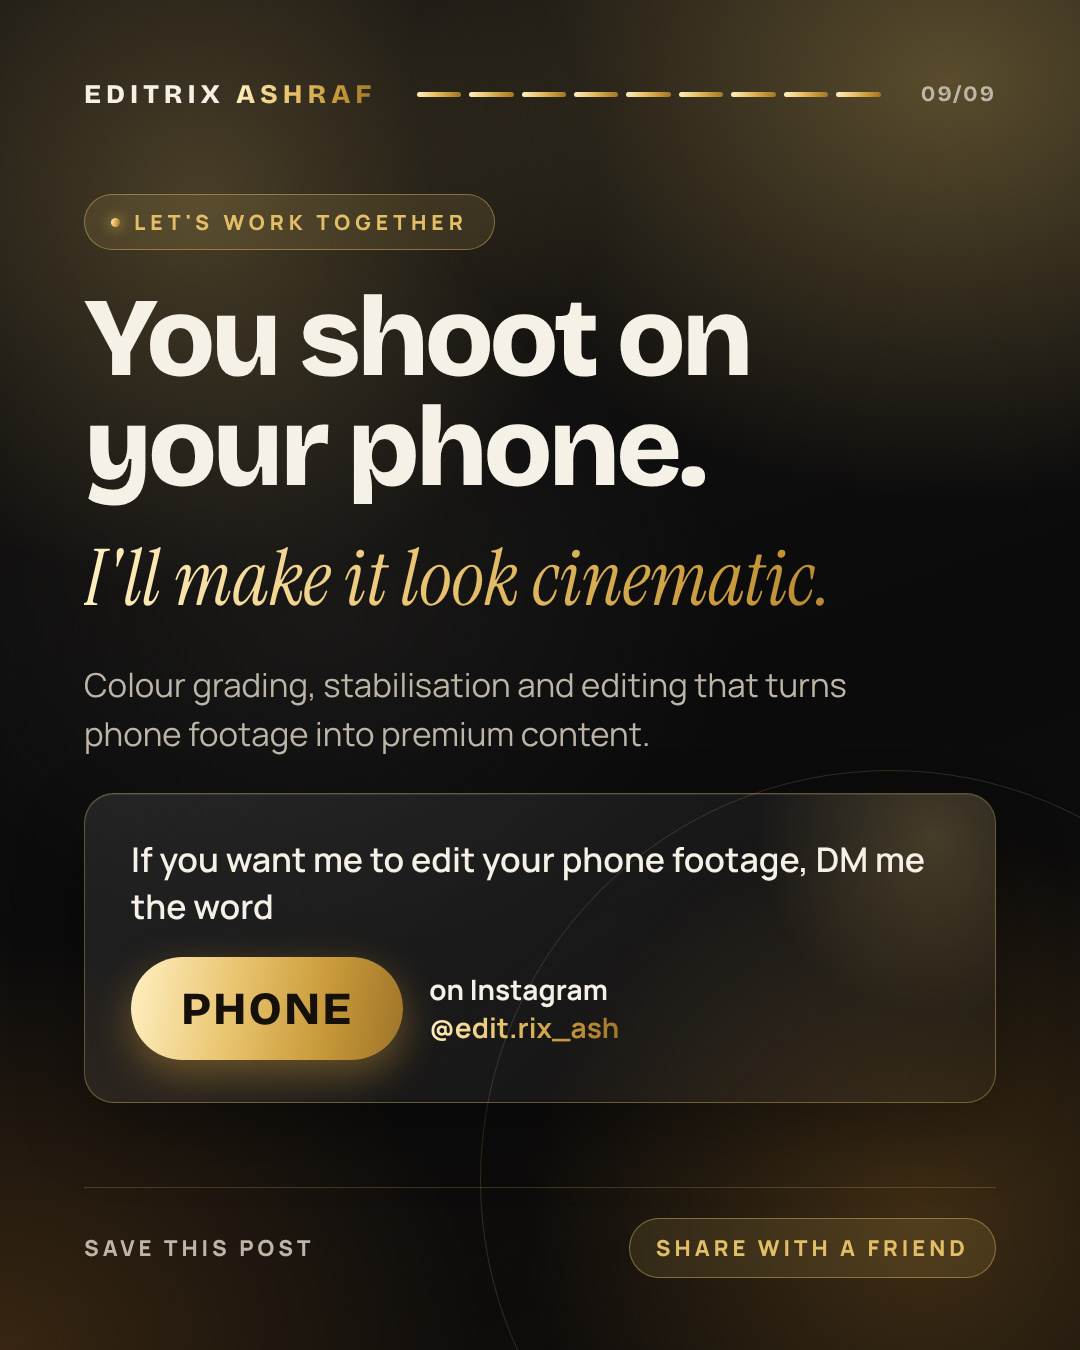 EDITRIX ASHRAF
09/09
LET'S WORK TOGETHER
You shoot on
your phone.
I'll make it look cinematic.
Colour grading, stabilisation and editing that turns
phone footage into premium content.
If you want me to edit your phone footage, DM me
the word
PHONE
on Instagram
@edit.rix_ash
SAVE THIS POST
SHARE WITH A FRIEND